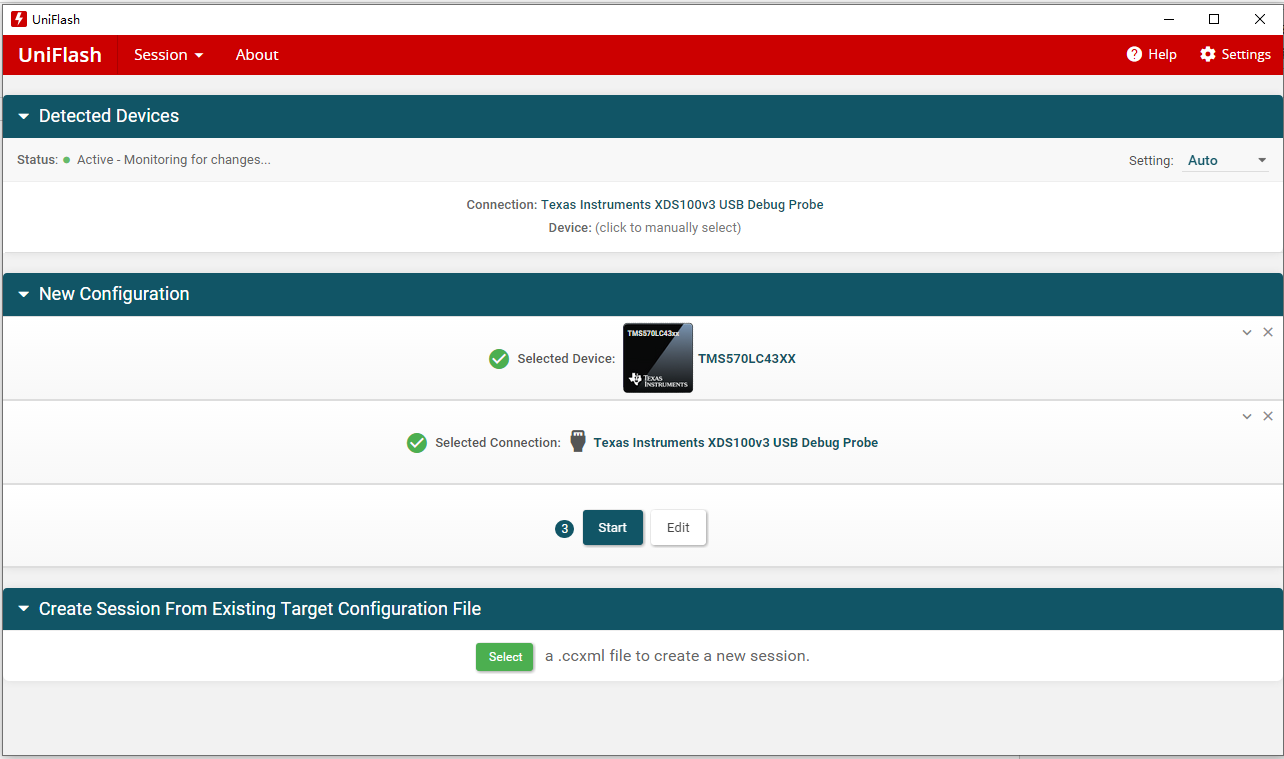 UniFlash
UniFlash Session About Help Settings
Detected Devices
Status: Active - Monitoring for changes... Setting: Auto
Connection: Texas Instruments XDS100v3 USB Debug Probe
Device: (click to manually select)
New Configuration
TMS570LC43xx
Selected Device: TMS570LC43XX
TEXAS
INSTRUMENTS
Selected Connection: Texas Instruments XDS100v3 USB Debug Probe
3 Start Edit
Create Session From Existing Target Configuration File
Select a .ccxml file to create a new session.